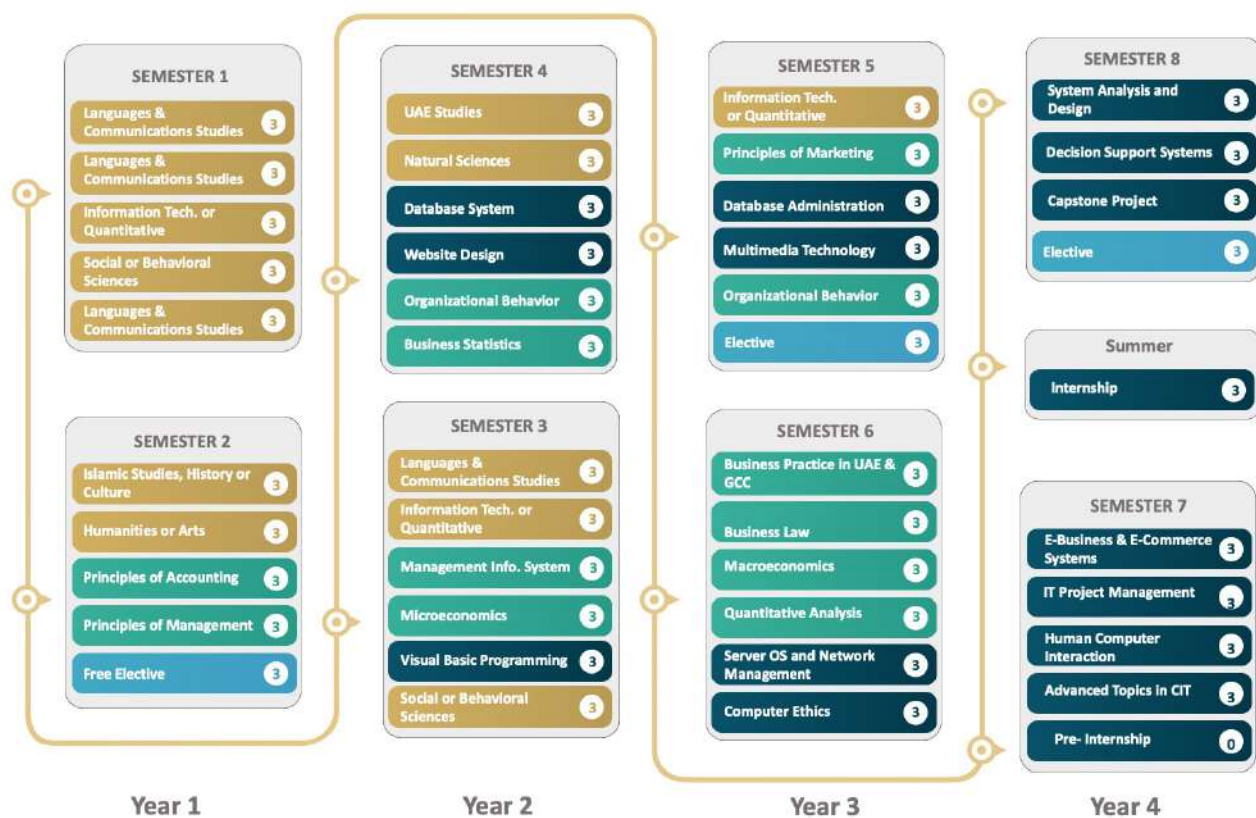 SEMESTER 1
Languages &
Communications Studies 3
Languages &
Communications Studies 3
Information Tech. or
Quantitative 3
Social or Behavioral
Sciences 3
Languages &
Communications Studies 3
SEMESTER 2
Islamic Studies, History or
Culture 3
Humanities or Arts 3
Principles of Accounting 3
Principles of Management 3
Free Elective 3
Year 1
SEMESTER 4
UAE Studies 3
Natural Sciences 3
Database System 3
Website Design 3
Organizational Behavior 3
Business Statistics 3
SEMESTER 3
Languages &
Communications Studies 3
Information Tech. or
Quantitative 3
Management Info. System 3
Microeconomics 3
Visual Basic Programming 3
Social or Behavioral
Sciences 3
Year 2
SEMESTER 5
Information Tech.
or Quantitative 3
Principles of Marketing 3
Database Administration 3
Multimedia Technology 3
Organizational Behavior 3
Elective 3
SEMESTER 6
Business Practice in UAE &
GCC 3
Business Law 3
Macroeconomics 3
Quantitative Analysis 3
Server OS and Network
Management 3
Computer Ethics 3
Year 3
SEMESTER 8
System Analysis and
Design 3
Decision Support Systems 3
Capstone Project 3
Elective 3
Summer
Internship 3
SEMESTER 7
E-Business & E-Commerce
Systems 3
IT Project Management 3
Human Computer
Interaction 3
Advanced Topics in CIT 3
Pre- Internship 0
Year 4